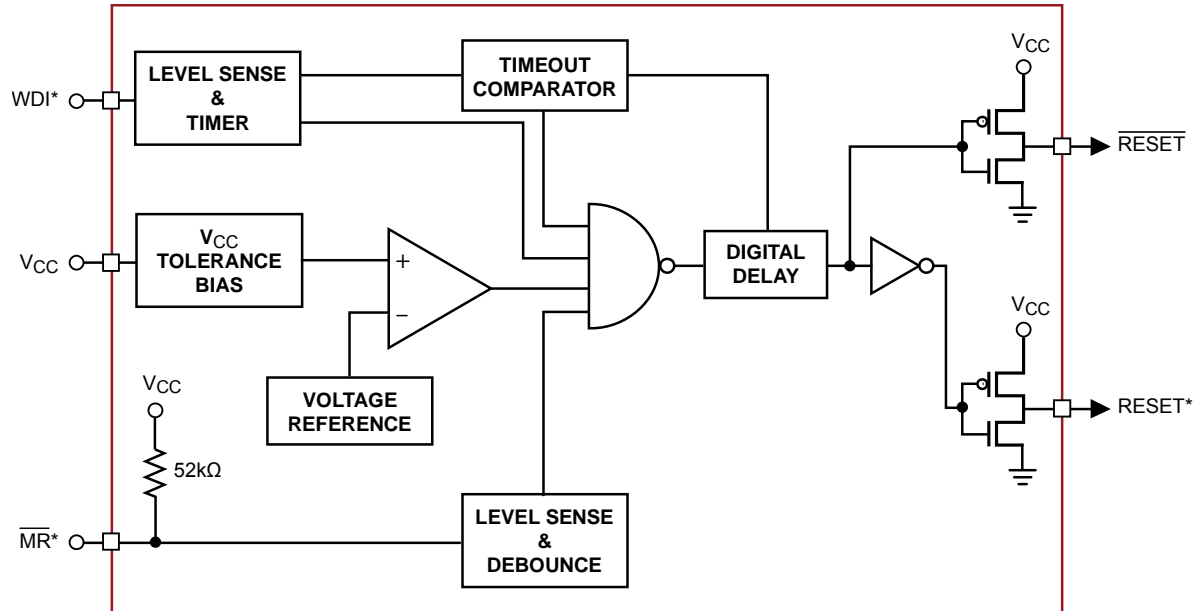 WDI*
LEVEL SENSE
&
TIMER
TIMEOUT
COMPARATOR
VCC
RESET
VCC
VCC
TOLERANCE
BIAS
+
−
DIGITAL
DELAY
VOLTAGE
REFERENCE
VCC
RESET*
VCC
52kΩ
MR*
LEVEL SENSE
&
DEBOUNCE